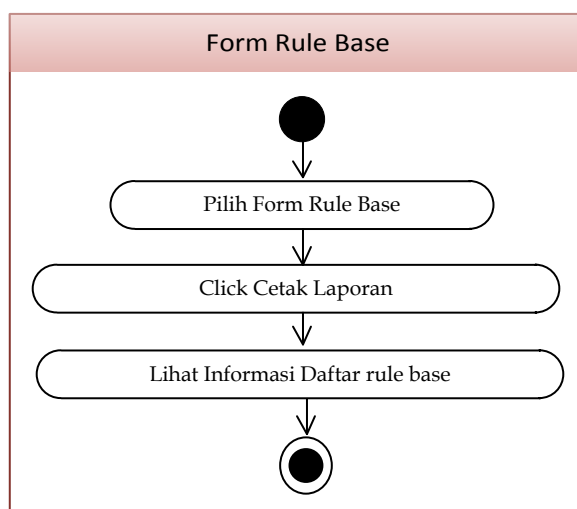 Form Rule Base
Pilih Form Rule Base
Click Cetak Laporan
Lihat Informasi Daftar rule base